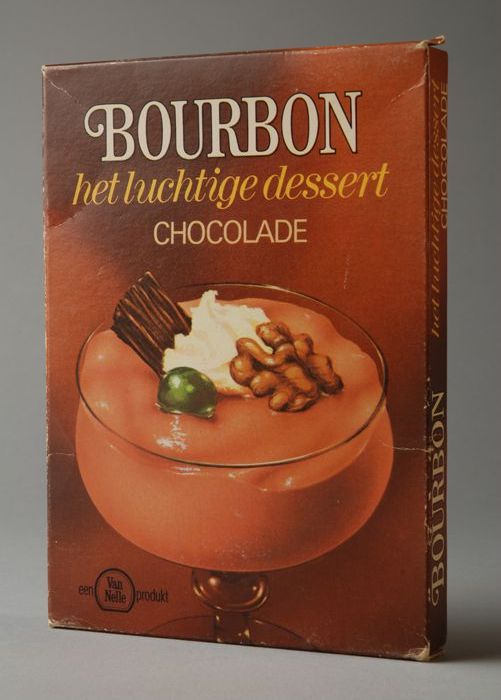 BOURBON
het luchtige dessert
CHOCOLADE
een Van Nelle produkt
BOURBON
het luchtige dessert
CHOCOLADE